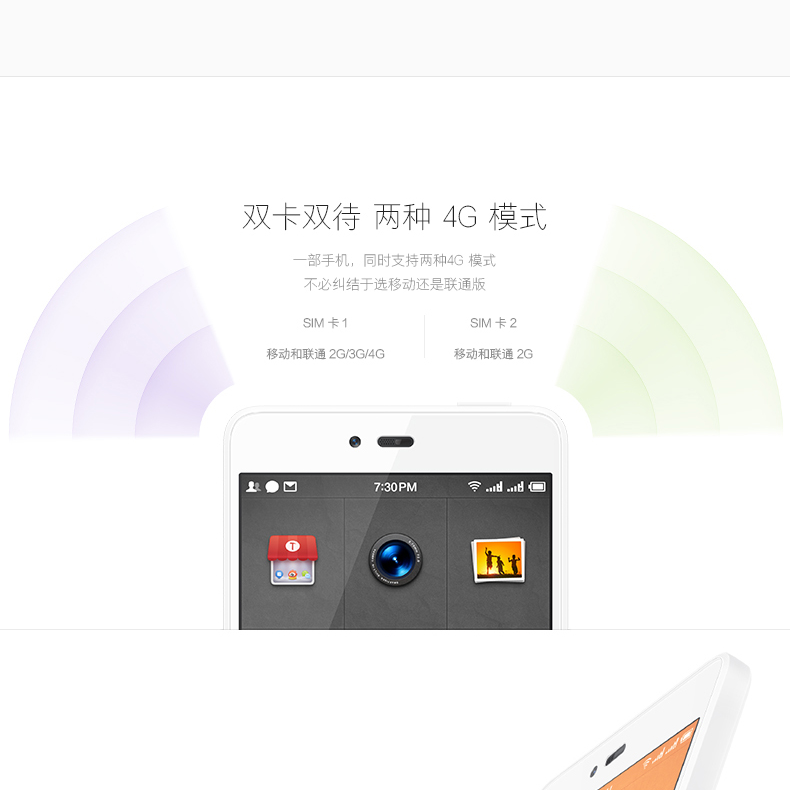 双卡双待 两种 4G 模式
一部手机，同时支持两种4G 模式
不必纠结于选移动还是联通版
SIM 卡 1
SIM 卡 2
移动和联通 2G/3G/4G
移动和联通 2G
7:30PM
T